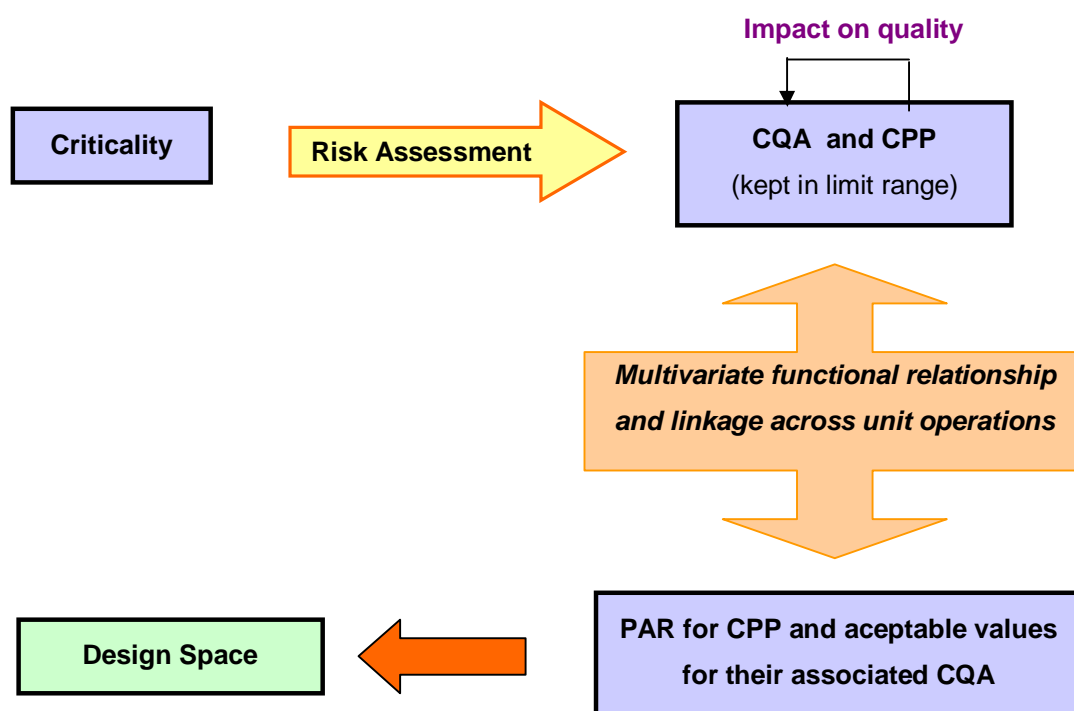 Impact on quality
Criticality
Risk Assessment
CQA and CPP
(kept in limit range)
Multivariate functional relationship
and linkage across unit operations
Design Space
PAR for CPP and aceptable values
for their associated CQA